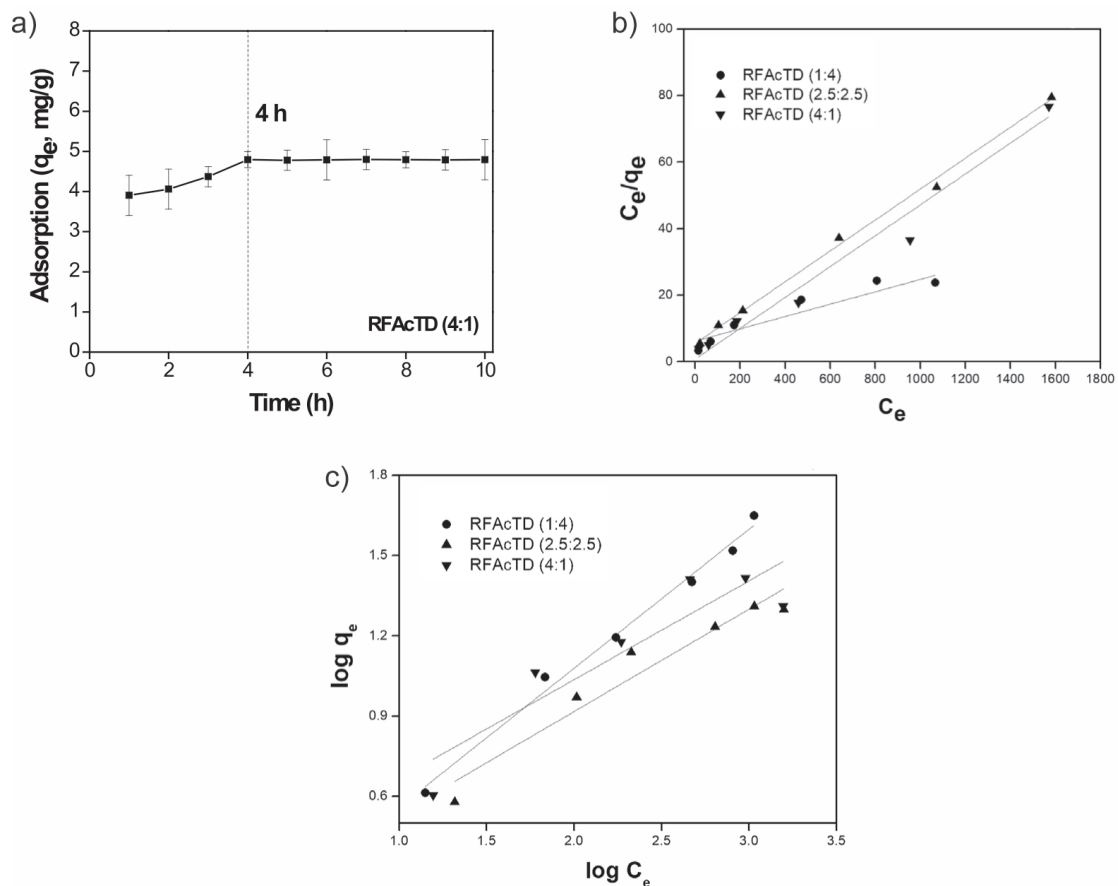 a)
8
7
6
5
4
3
2
1
0
Adsorption (qe, mg/g)
4 h
RFAcTD (4:1)
0 2 4 6 8 10
Time (h)
b)
100
80
60
40
20
0
Ce/qe
RFAcTD (1:4)
RFAcTD (2.5:2.5)
RFAcTD (4:1)
0 200 400 600 800 1000 1200 1400 1600 1800
Ce
c)
1.8
1.5
1.2
0.9
0.6
log qe
RFAcTD (1:4)
RFAcTD (2.5:2.5)
RFAcTD (4:1)
1.0 1.5 2.0 2.5 3.0 3.5
log Ce